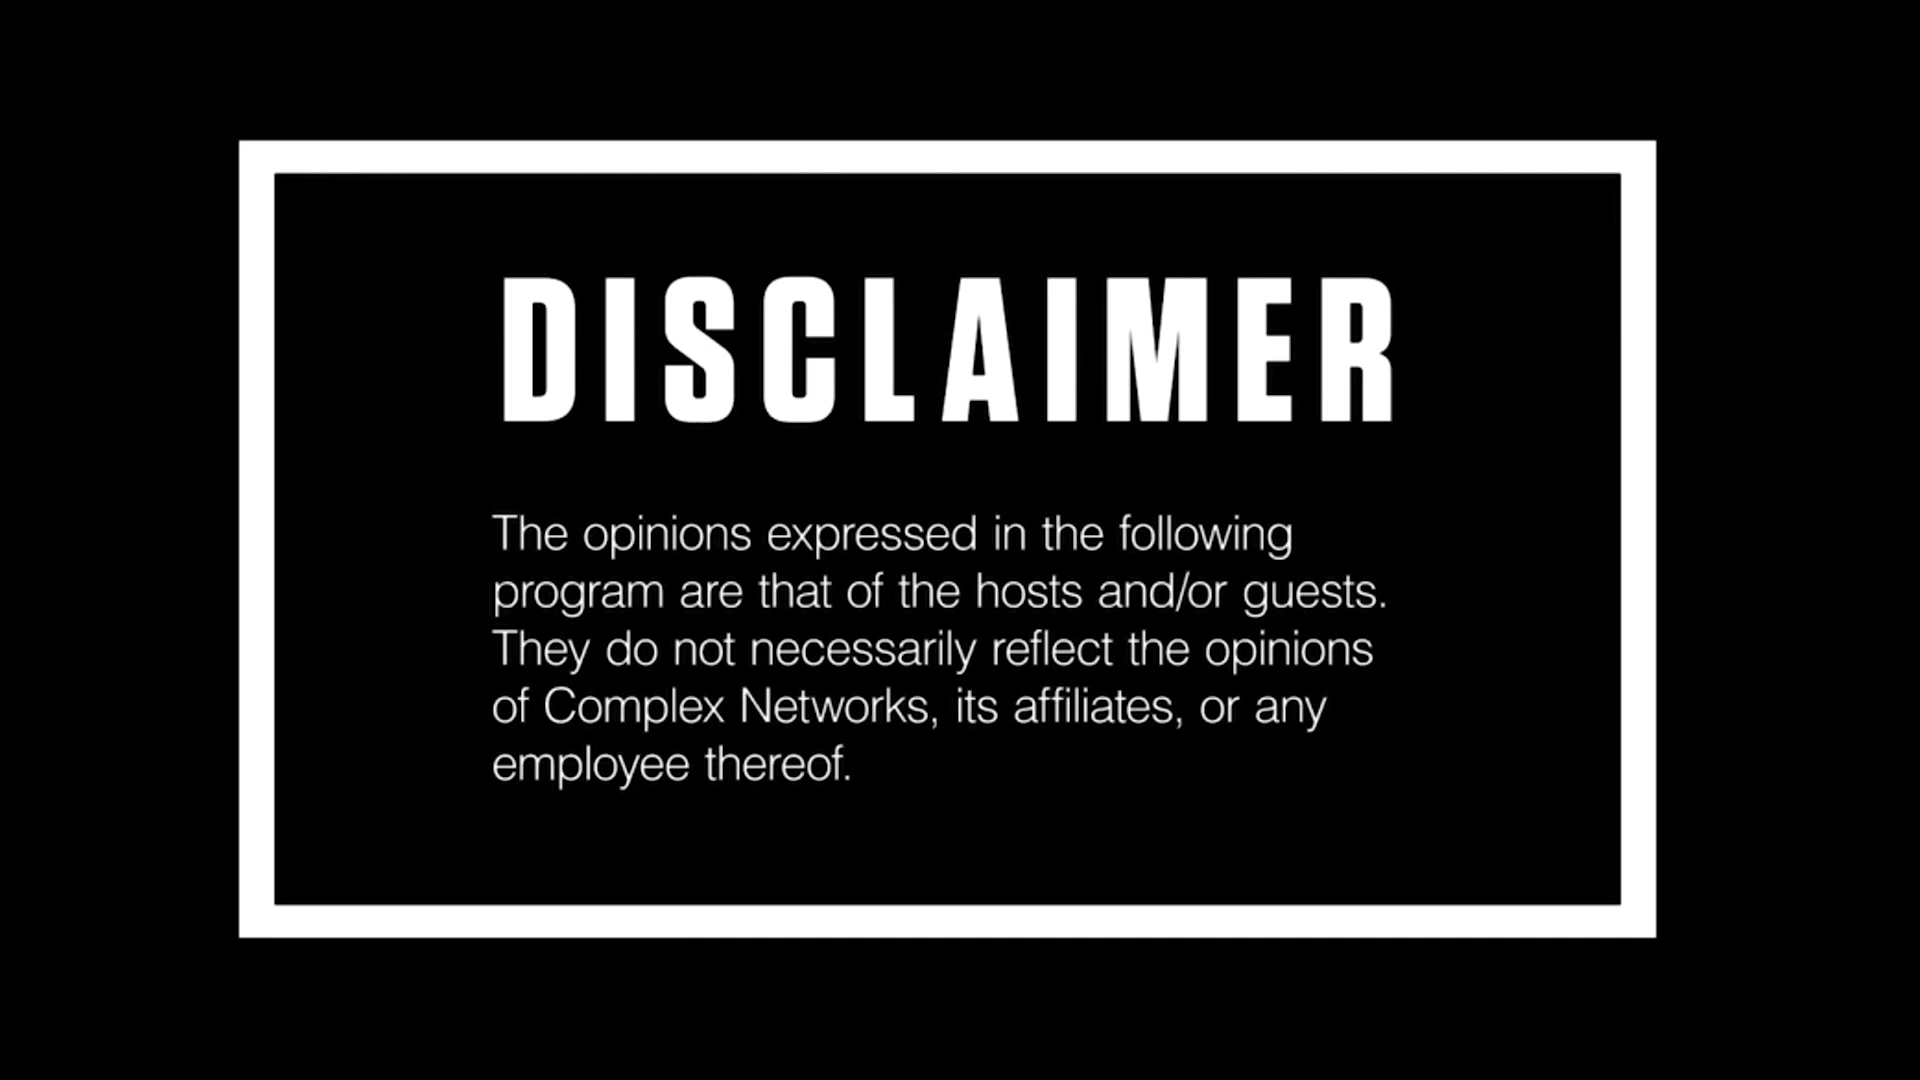 DISCLAIMER
The opinions expressed in the following
program are that of the hosts and/or guests.
They do not necessarily reflect the opinions
of Complex Networks, its affiliates, or any
employee thereof.